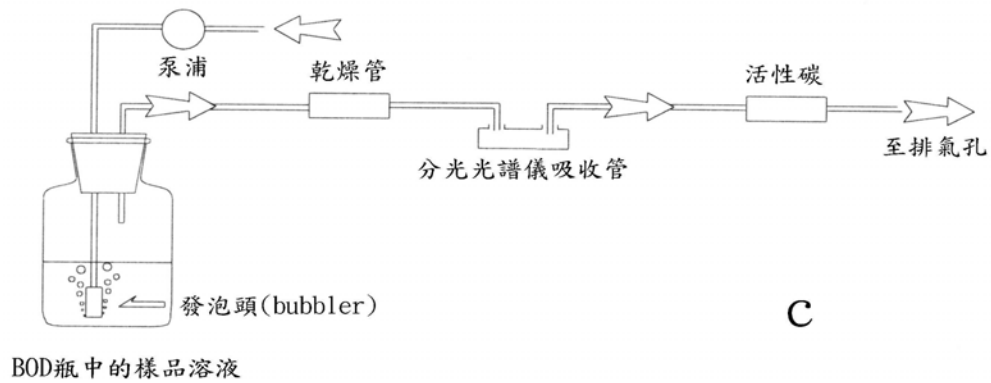 泵浦
乾燥管
活性碳
至排氣孔
分光光譜儀吸收管
發泡頭(bubbler)
C
BOD瓶中的樣品溶液